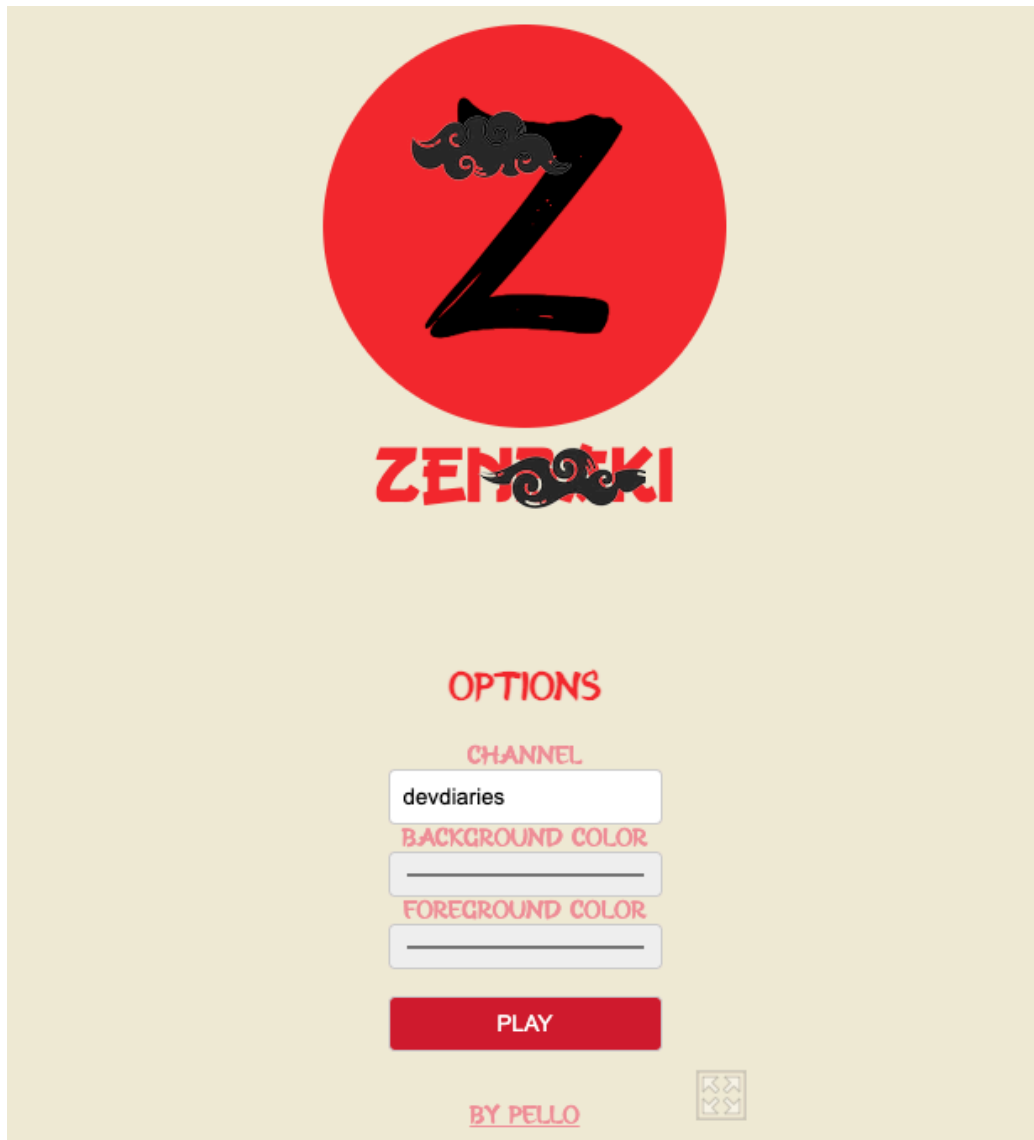 Z
OPTIONS
CHANNEL
devdiaries
BACKGROUND COLOR
FOREGROUND COLOR
PLAY
BY PELLO